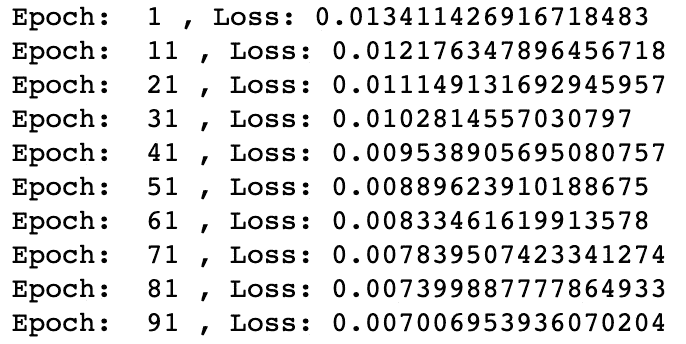 Epoch:  1 , Loss: 0.013411426916718483
Epoch:  11 , Loss: 0.012176347896456718
Epoch:  21 , Loss: 0.011149131692945957
Epoch:  31 , Loss: 0.0102814557030797
Epoch:  41 , Loss: 0.009538905695080757
Epoch:  51 , Loss: 0.00889623910188675
Epoch:  61 , Loss: 0.00833461619913578
Epoch:  71 , Loss: 0.007839507423341274
Epoch:  81 , Loss: 0.007399887777864933
Epoch:  91 , Loss: 0.007006953936070204